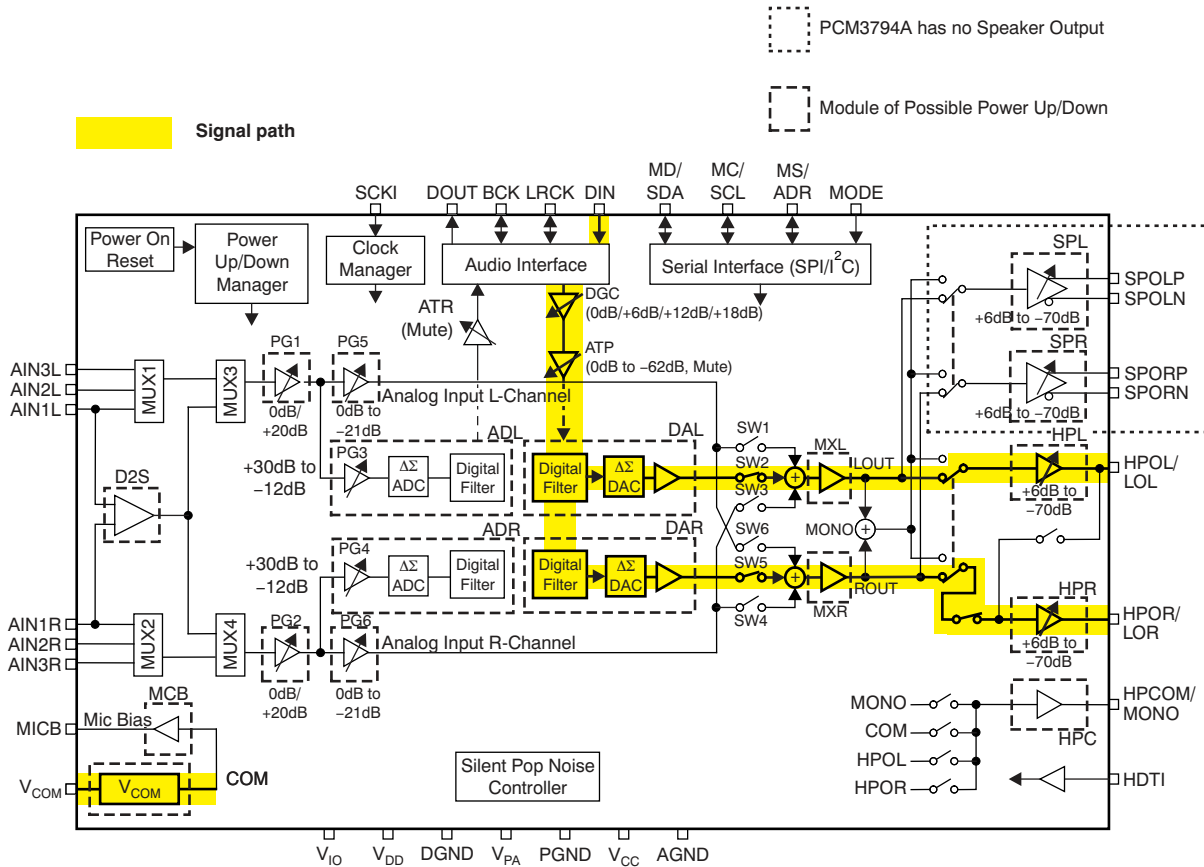 PCM3794A has no Speaker Output
Module of Possible Power Up/Down
Signal path
SCKI
DOUT
BCK
LRCK
DIN
MD/
SDA
MC/
SCL
MS/
ADR
MODE
Power On
Reset
Power
Up/Down
Manager
Clock
Manager
Audio Interface
Serial Interface (SPI/I²C)
ATR
(Mute)
DGC
(0dB/+6dB/+12dB/+18dB)
ATP
(0dB to −62dB, Mute)
SPL
+6dB to −70dB
SPOLP
SPOLN
SPR
+6dB to −70dB
SPORP
SPORN
AIN3L
AIN2L
AIN1L
MUX1
MUX3
PG1
0dB/
+20dB
PG5
0dB to
−21dB
Analog Input L-Channel
ADL
+30dB to
−12dB
PG3
ΔΣ
ADC
Digital
Filter
DAL
Digital
Filter
ΔΣ
DAC
SW1
SW2
SW3
MXL
LOUT
HPL
+6dB to
−70dB
HPOL/
LOL
D2S
MONO
ADR
+30dB to
−12dB
PG4
ΔΣ
ADC
Digital
Filter
DAR
Digital
Filter
ΔΣ
DAC
SW6
SW5
SW4
MXR
ROUT
HPR
+6dB to
−70dB
HPOR/
LOR
AIN1R
AIN2R
AIN3R
MUX2
MUX4
PG2
0dB/
+20dB
PG6
0dB to
−21dB
Analog Input R-Channel
MICB
Mic Bias
MCB
VCOM
VCOM
COM
Silent Pop Noise
Controller
MONO
COM
HPOL
HPOR
HPC
HPCOM/
MONO
HDTI
VIO
VDD
DGND
VPA
PGND
VCC
AGND